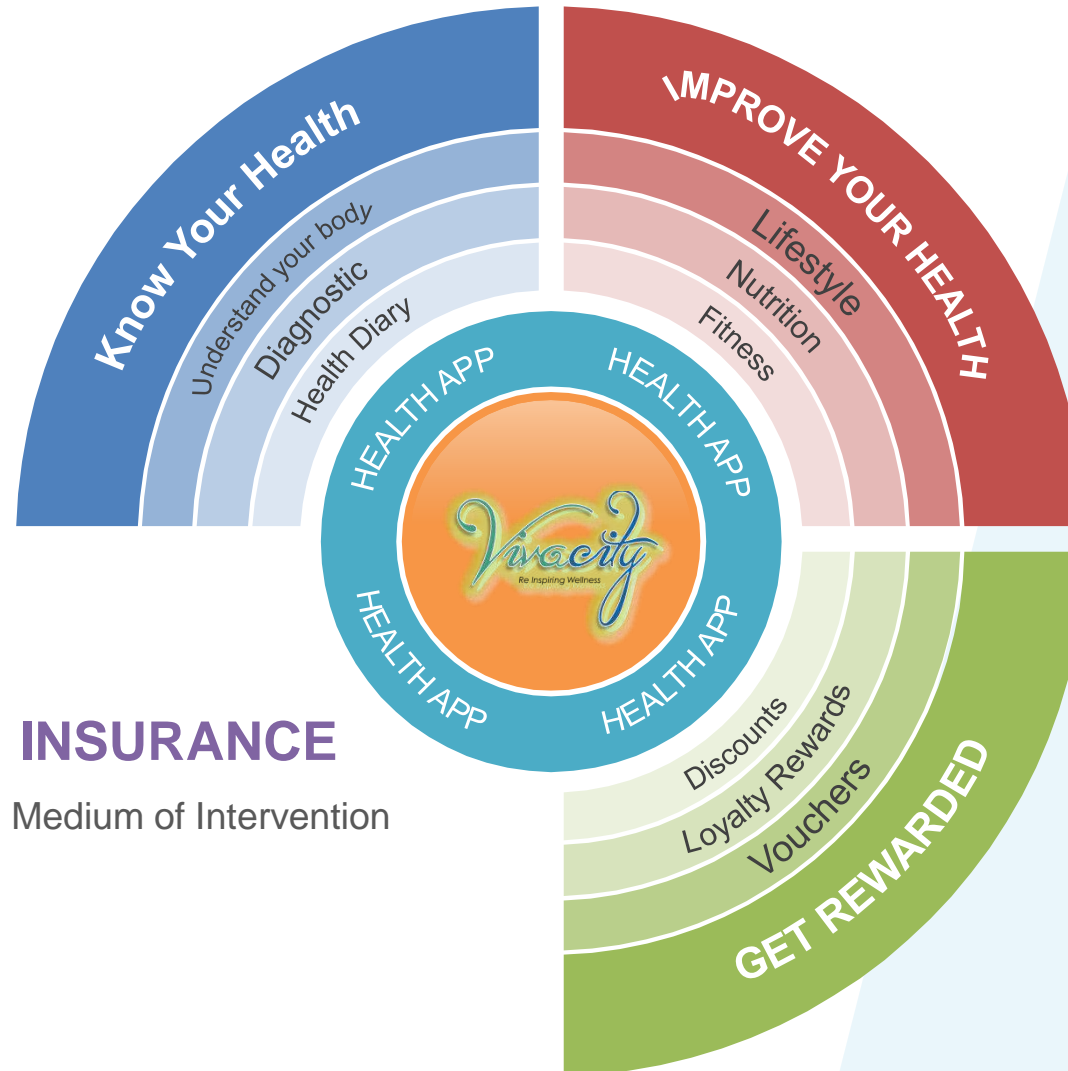 Know Your Health
Understand your body
Diagnostic
Health Diary
IMPROVE YOUR HEALTH
Lifestyle
Nutrition
Fitness
HEALTH APP
HEALTH APP
Vivacity
Re Inspiring Wellness
HEALTH APP
HEALTH APP
Discounts
Loyalty Rewards
Vouchers
GET REWARDED
INSURANCE
Medium of Intervention